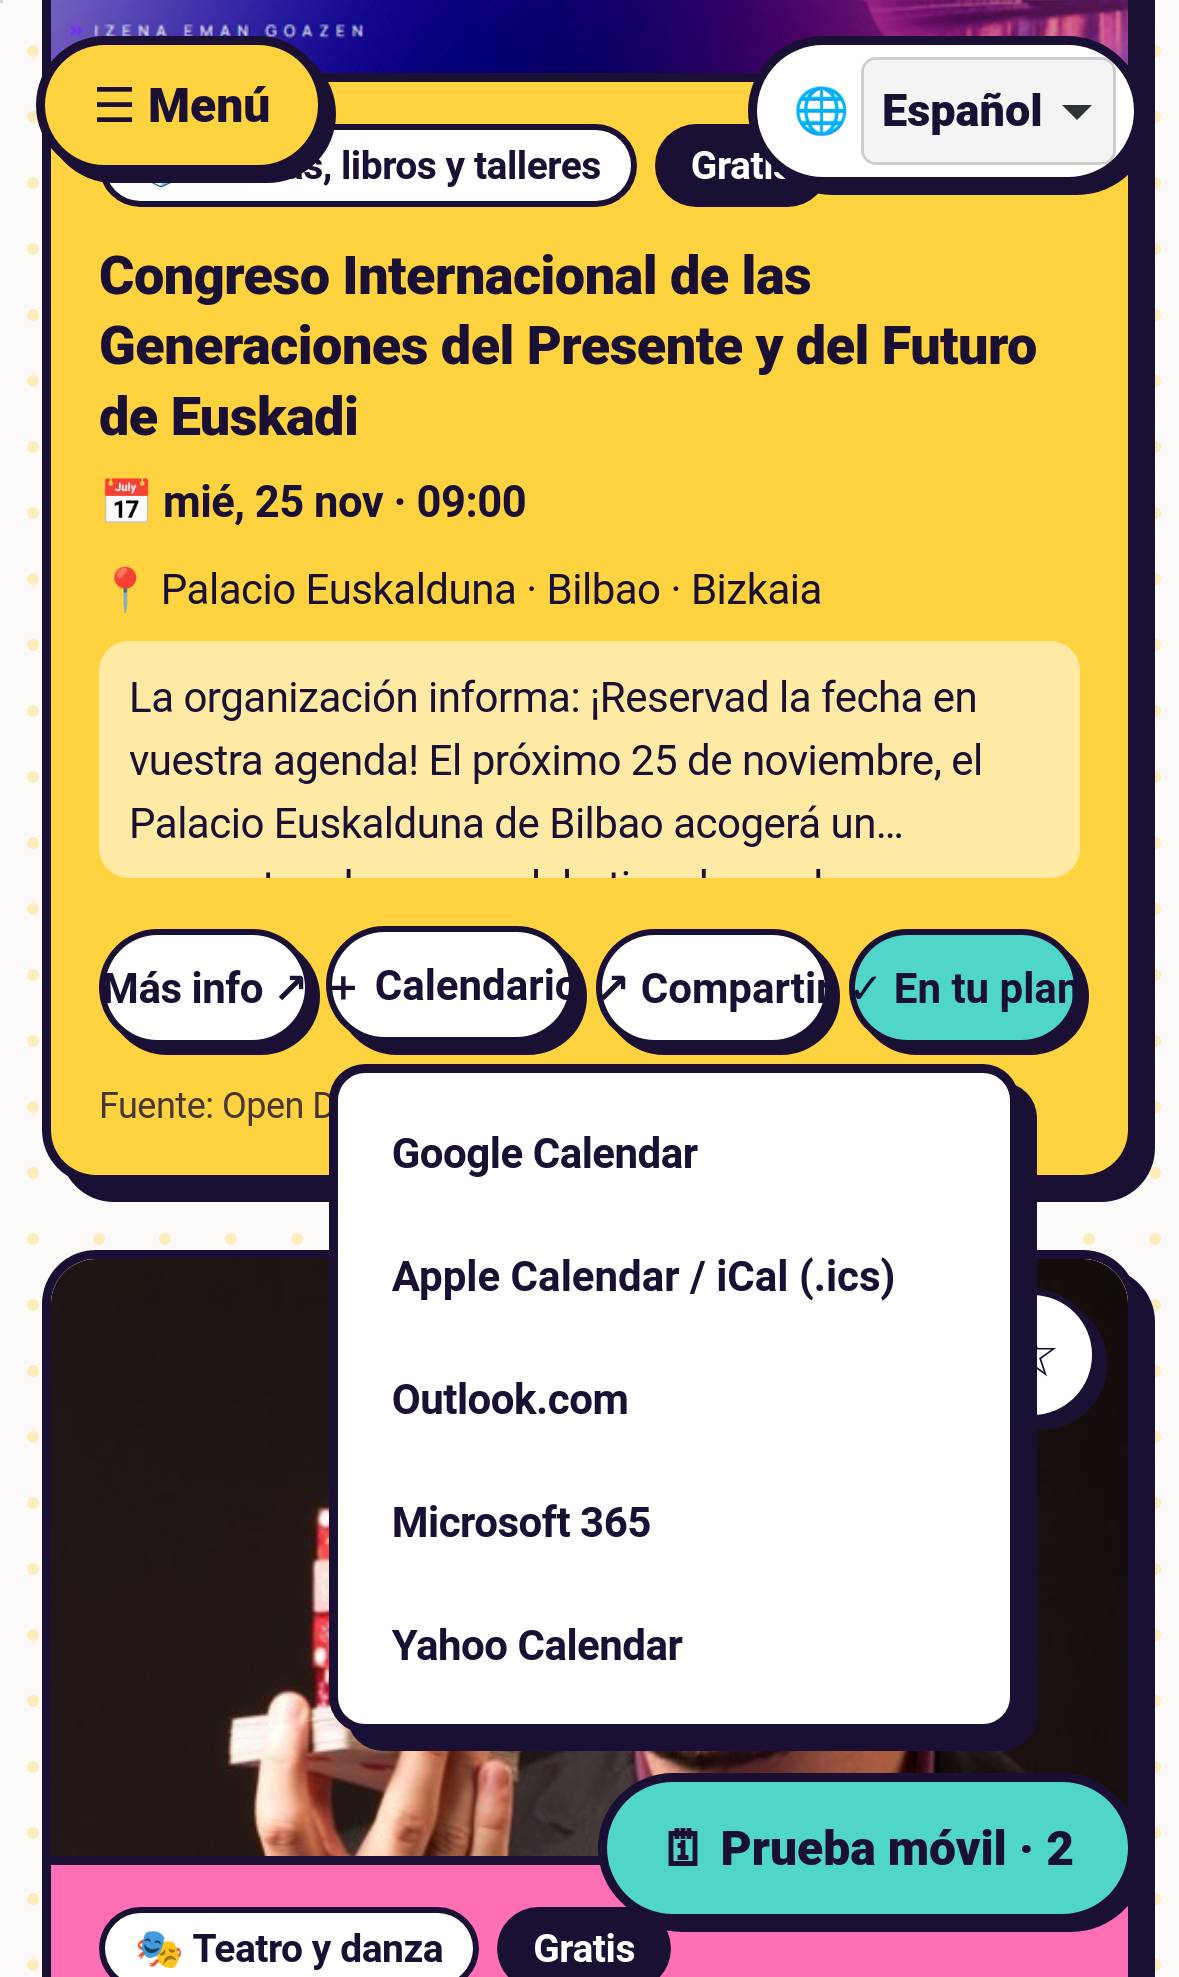 » IZENA EMAN GOAZEN
☰ Menú
🌐 Español
libros y talleres
Gratis
Congreso Internacional de las
Generaciones del Presente y del Futuro
de Euskadi
📅 mié, 25 nov · 09:00
📍 Palacio Euskalduna · Bilbao · Bizkaia
La organización informa: ¡Reservad la fecha en
vuestra agenda! El próximo 25 de noviembre, el
Palacio Euskalduna de Bilbao acogerá un…
Más info ↗
+ Calendario
↗ Compartir
✓ En tu plan
Fuente: Open
Google Calendar
Apple Calendar / iCal (.ics)
Outlook.com
Microsoft 365
Yahoo Calendar
🗓 Prueba móvil · 2
🎭 Teatro y danza
Gratis